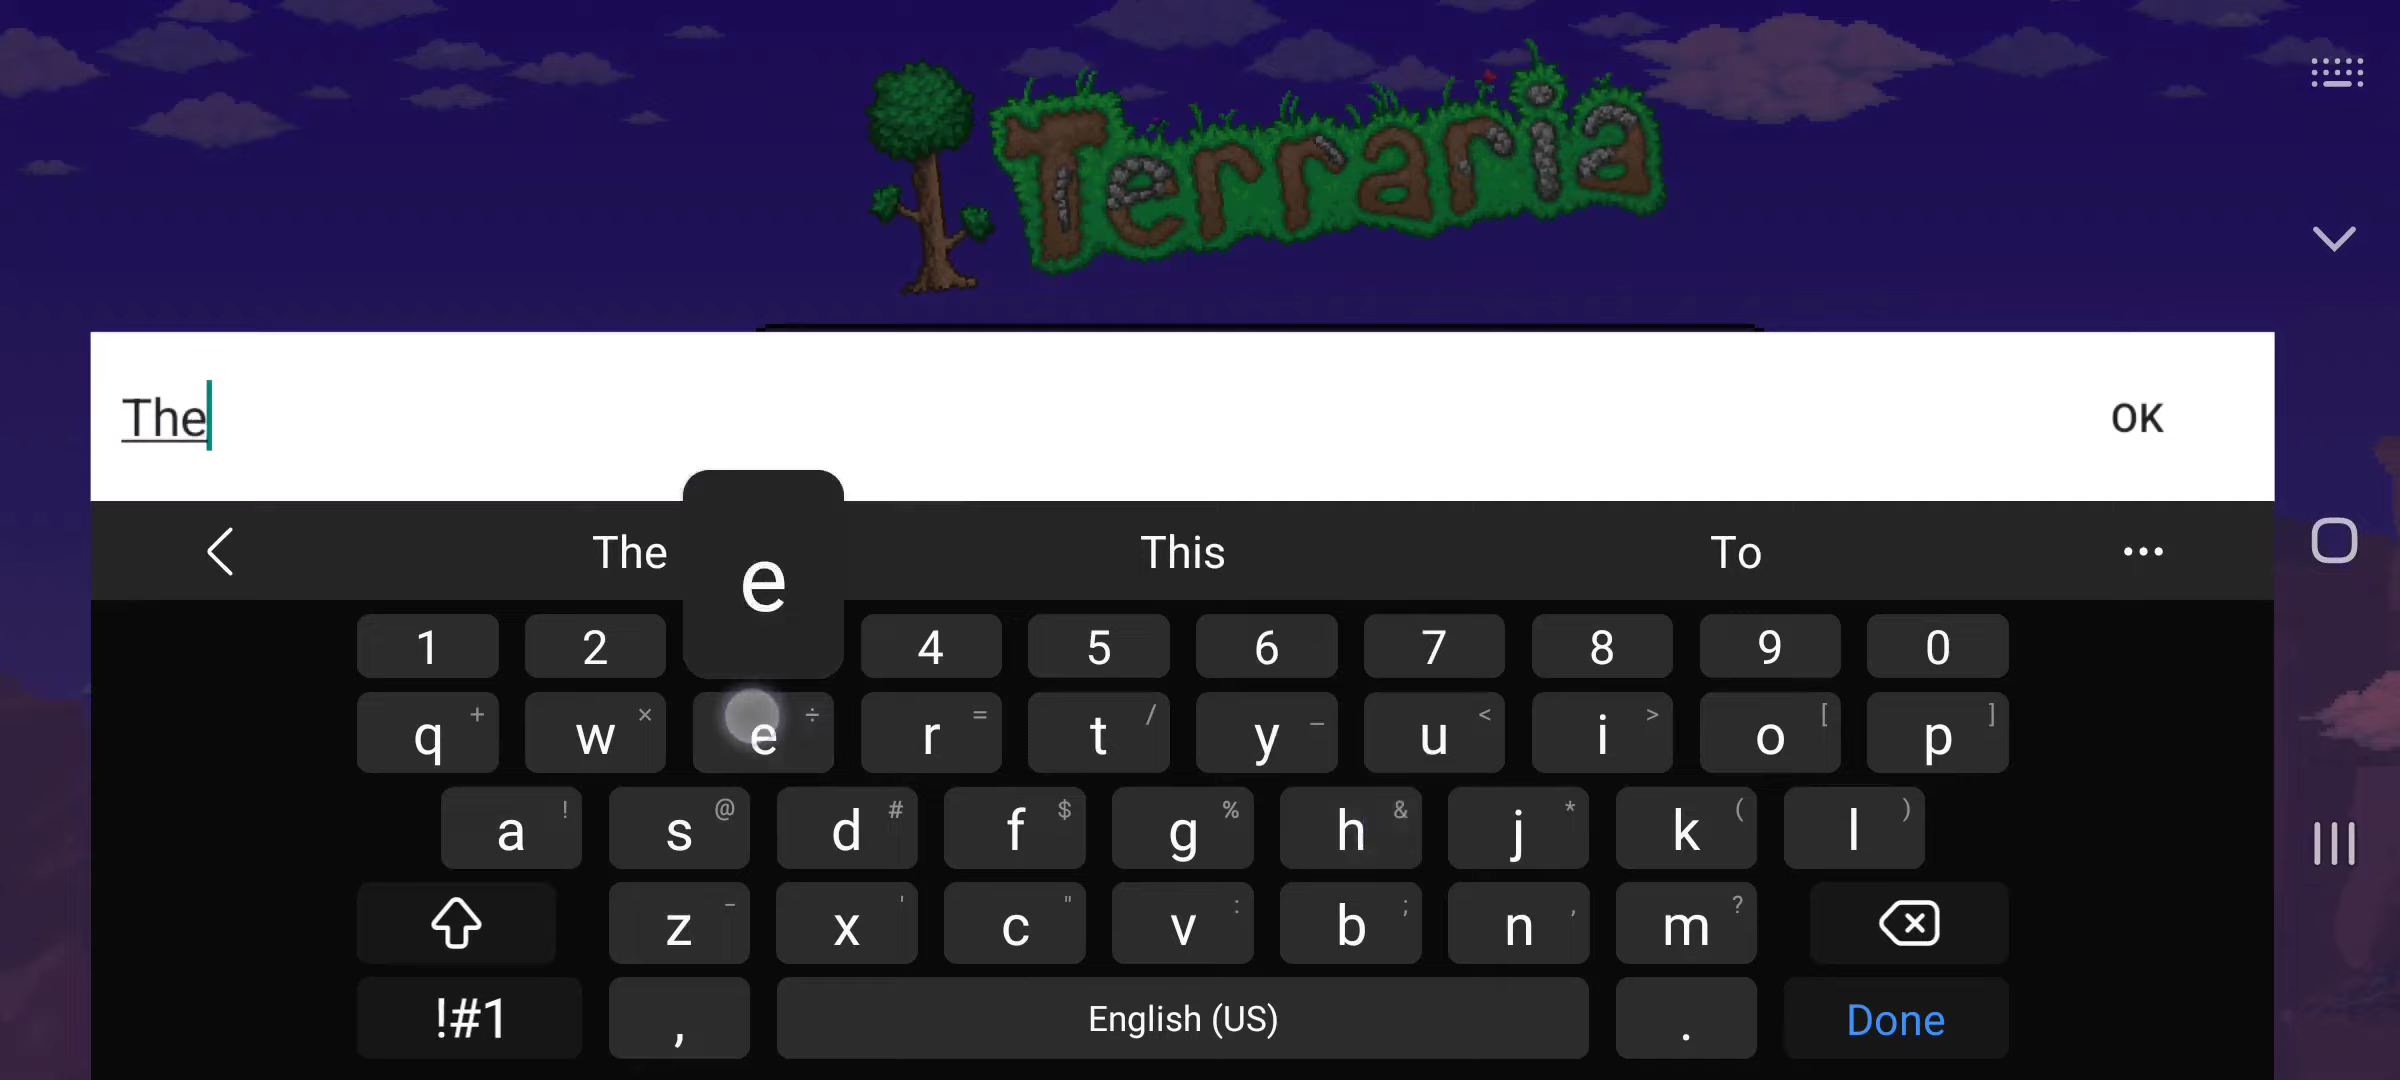 Terraria
The
OK
The
e
This
To
1 2 4 5 6 7 8 9 0
q + w × e ÷ r = t / y _ u < i > o [ p ]
a ! s @ d # f $ g % h & j * k ( l )
z - x ' c " v : b ; n , m ?
!#1 , English (US) . Done